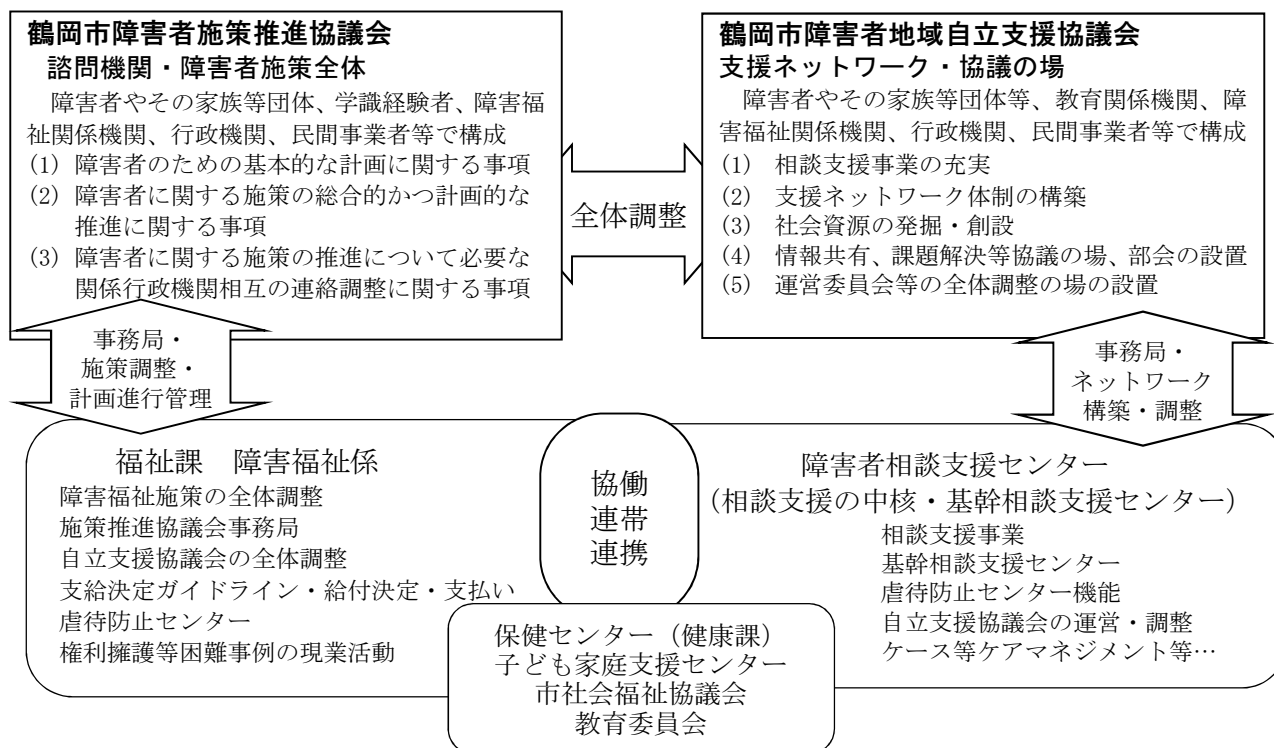 鶴岡市障害者施策推進協議会
諮問機関・障害者施策全体
障害者やその家族等団体、学識経験者、障害福
祉関係機関、行政機関、民間事業者等で構成
(1) 障害者のための基本的な計画に関する事項
(2) 障害者に関する施策の総合的かつ計画的な
推進に関する事項
(3) 障害者に関する施策の推進について必要な
関係行政機関相互の連絡調整に関する事項
全体調整
鶴岡市障害者地域自立支援協議会
支援ネットワーク・協議の場
障害者やその家族等団体等、教育関係機関、障
害福祉関係機関、行政機関、民間事業者等で構成
(1) 相談支援事業の充実
(2) 支援ネットワーク体制の構築
(3) 社会資源の発掘・創設
(4) 情報共有、課題解決等協議の場、部会の設置
(5) 運営委員会等の全体調整の場の設置
事務局・
施策調整・
計画進行管理
事務局・
ネットワーク
構築・調整
福祉課 障害福祉係
障害福祉施策の全体調整
施策推進協議会事務局
自立支援協議会の全体調整
支給決定ガイドライン・給付決定・支払い
虐待防止センター
権利擁護等困難事例の現業活動
協働
連帯
連携
障害者相談支援センター
(相談支援の中核・基幹相談支援センター)
相談支援事業
基幹相談支援センター
虐待防止センター機能
自立支援協議会の運営・調整
ケース等ケアマネジメント等…
保健センター(健康課)
子ども家庭支援センター
市社会福祉協議会
教育委員会